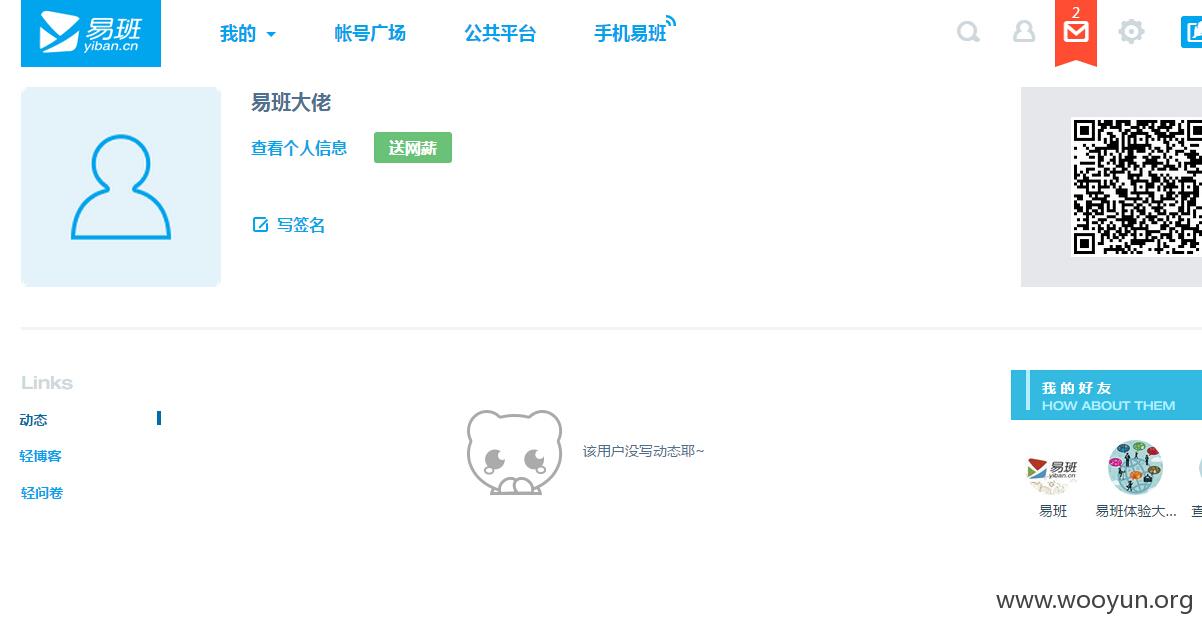 易班
yiban.cn
我的
帐号广场
公共平台
手机易班
2
易班大佬
查看个人信息
送网薪
写签名
Links
动态
轻博客
轻问卷
该用户没写动态耶~
我的好友
HOW ABOUT THEM
易班
yiban.cn
易班
易班体验大...
查
www.wooyun.org